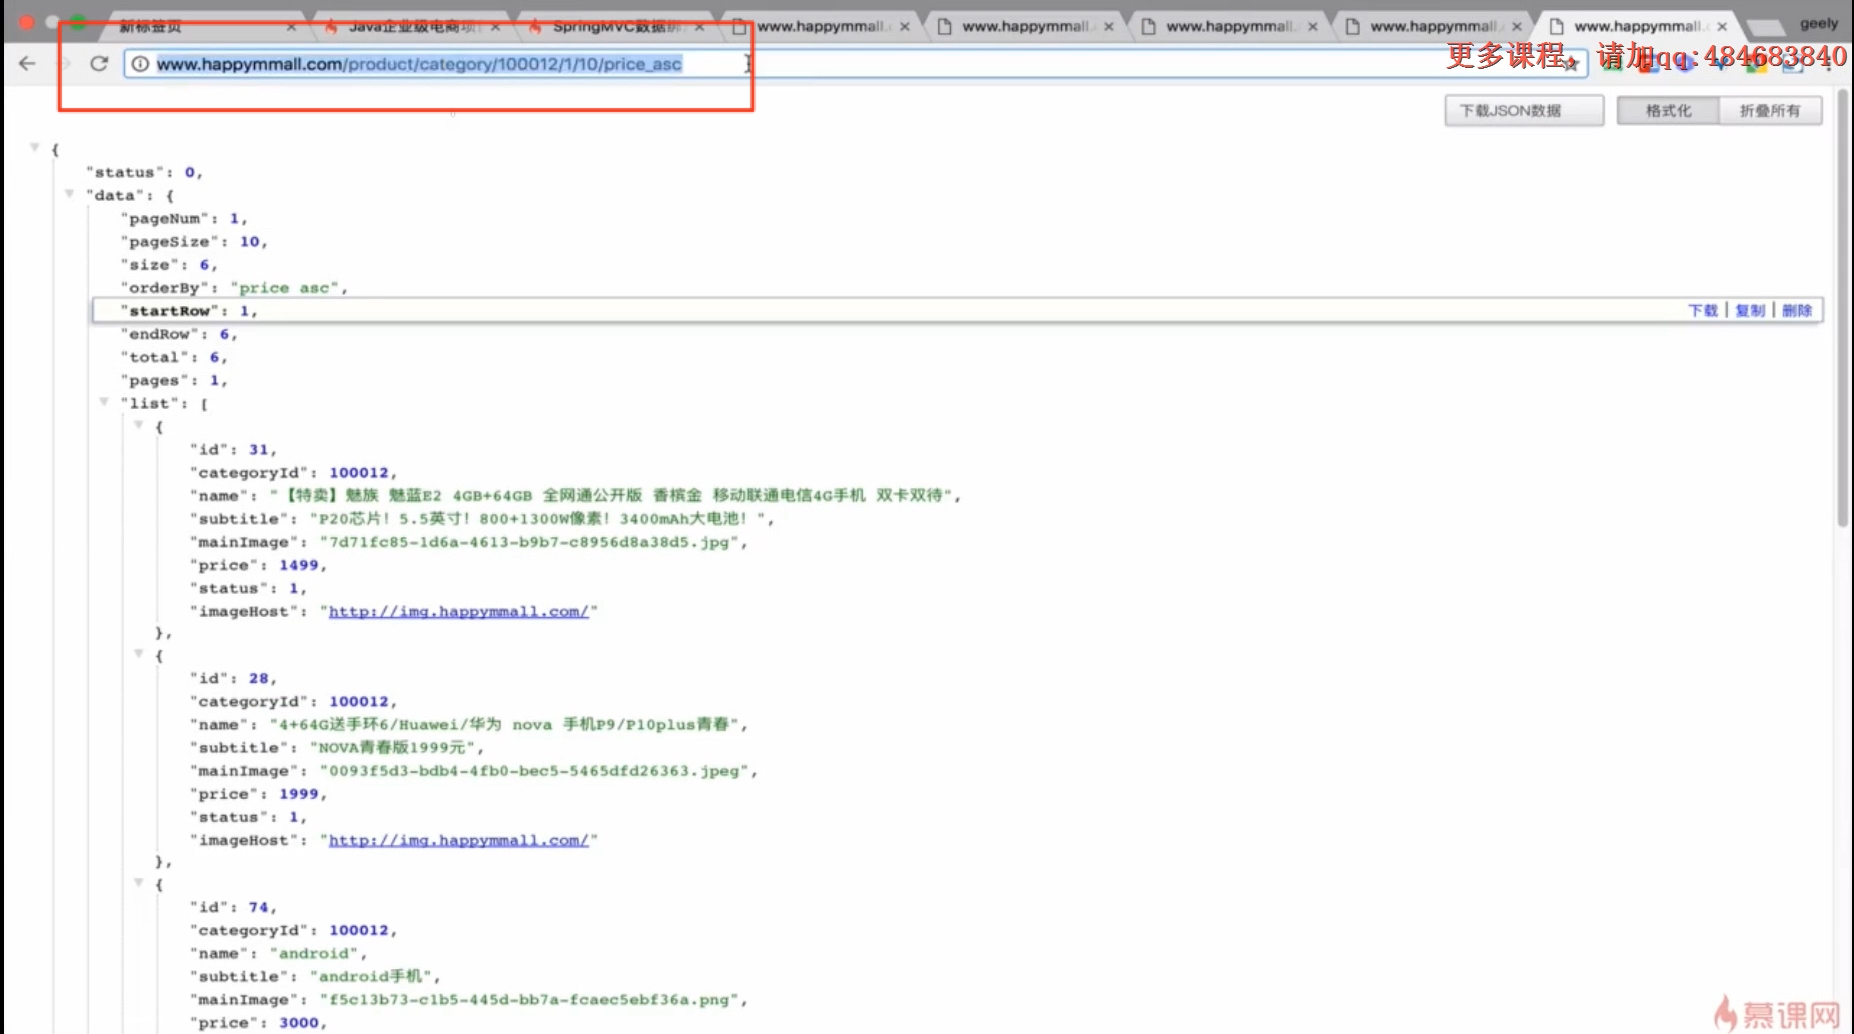 新标签页
Java企业级电商项
SpringMVC数据绑
www.happymmall.
www.happymmall.
www.happymmall.
www.happymmall.
www.happymmall.
geely
更多课程，请加qq:484683840
www.happymmall.com/product/category/100012/1/10/price_asc
下载JSON数据
格式化
折叠所有
{
"status": 0,
"data": {
"pageNum": 1,
"pageSize": 10,
"size": 6,
"orderBy": "price asc",
"startRow": 1,
下载 | 复制 | 删除
"endRow": 6,
"total": 6,
"pages": 1,
"list": [
{
"id": 31,
"categoryId": 100012,
"name": "【特卖】魅族 魅蓝E2 4GB+64GB 全网通公开版 香槟金 移动联通电信4G手机 双卡双待",
"subtitle": "P20芯片！5.5英寸！800+1300W像素！3400mAh大电池！",
"mainImage": "7d71fc85-1d6a-4613-b9b7-c8956d8a38d5.jpg",
"price": 1499,
"status": 1,
"imageHost": "http://img.happymmall.com/"
},
{
"id": 28,
"categoryId": 100012,
"name": "4+64G送手环6/Huawei/华为 nova 手机P9/P10plus青春",
"subtitle": "NOVA青春版1999元",
"mainImage": "0093f5d3-bdb4-4fb0-bec5-5465dfd26363.jpeg",
"price": 1999,
"status": 1,
"imageHost": "http://img.happymmall.com/"
},
{
"id": 74,
"categoryId": 100012,
"name": "android",
"subtitle": "android手机",
"mainImage": "f5c13b73-c1b5-445d-bb7a-fcaec5ebf36a.png",
"price": 3000,
慕课网